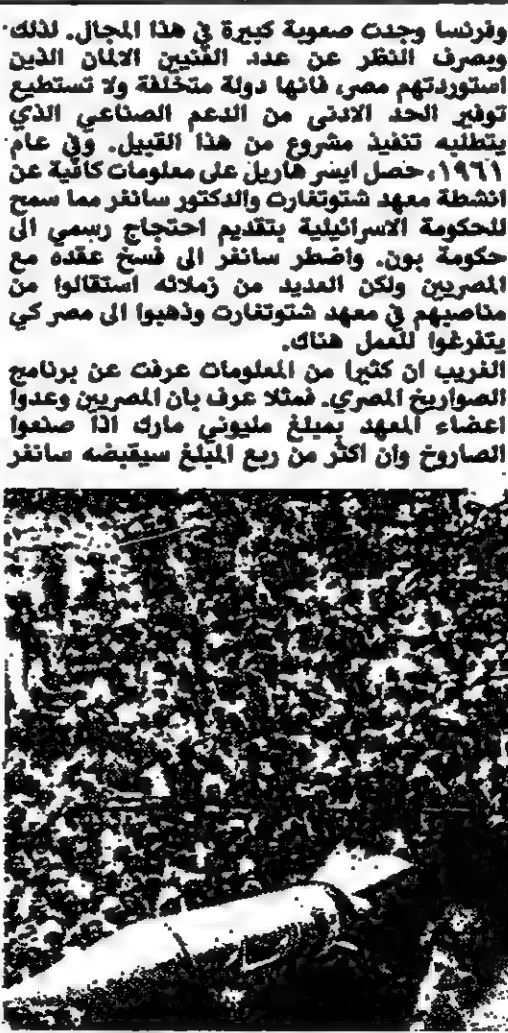 وفرنسا وجدت صعوبة كبيرة في هذا المجال. لذلك
وبصرف النظر عن عدد الفنيين الالمان الذين
استوردتهم مصر، فانها دولة متخلفة ولا تستطيع
توفير الحد الادنى من الدعم الصناعي الذي
يتطلبه تنفيذ مشروع من هذا القبيل. وفي عام
١٩٦١، حصل ايسر هاريل على معلومات كافية عن
انشطة معهد شتوتغارت والدكتور سانغر مما سمح
للحكومة الاسرائيلية بتقديم احتجاج رسمي الى
حكومة بون. واضطر سانغر الى فسخ عقده مع
المصريين ولكن العديد من زملائه استقالوا من
مناصبهم في معهد شتوتغارت وذهبوا الى مصر كي
يتفرغوا للعمل هناك.
الغريب ان كثيرا من المعلومات عرفت عن برنامج
الصواريخ المصري. فمثلا عرف بان المصريين وعدوا
اعضاء المعهد بمبلغ مليوني مارك اذا صنعوا
الصاروخ وان اكثر من ربع المبلغ سيقبضه سانغر